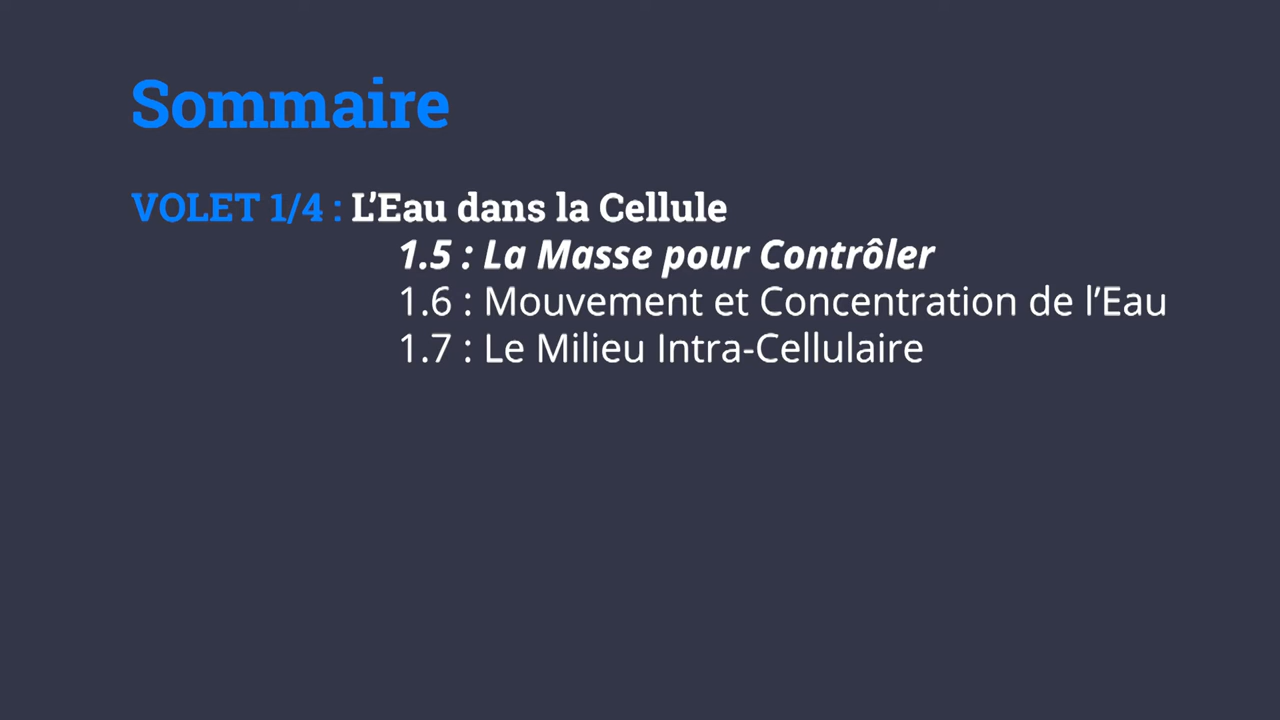 Sommaire
VOLET 1/4 : L’Eau dans la Cellule
1.5 : La Masse pour Contrôler
1.6 : Mouvement et Concentration de l’Eau
1.7 : Le Milieu Intra-Cellulaire